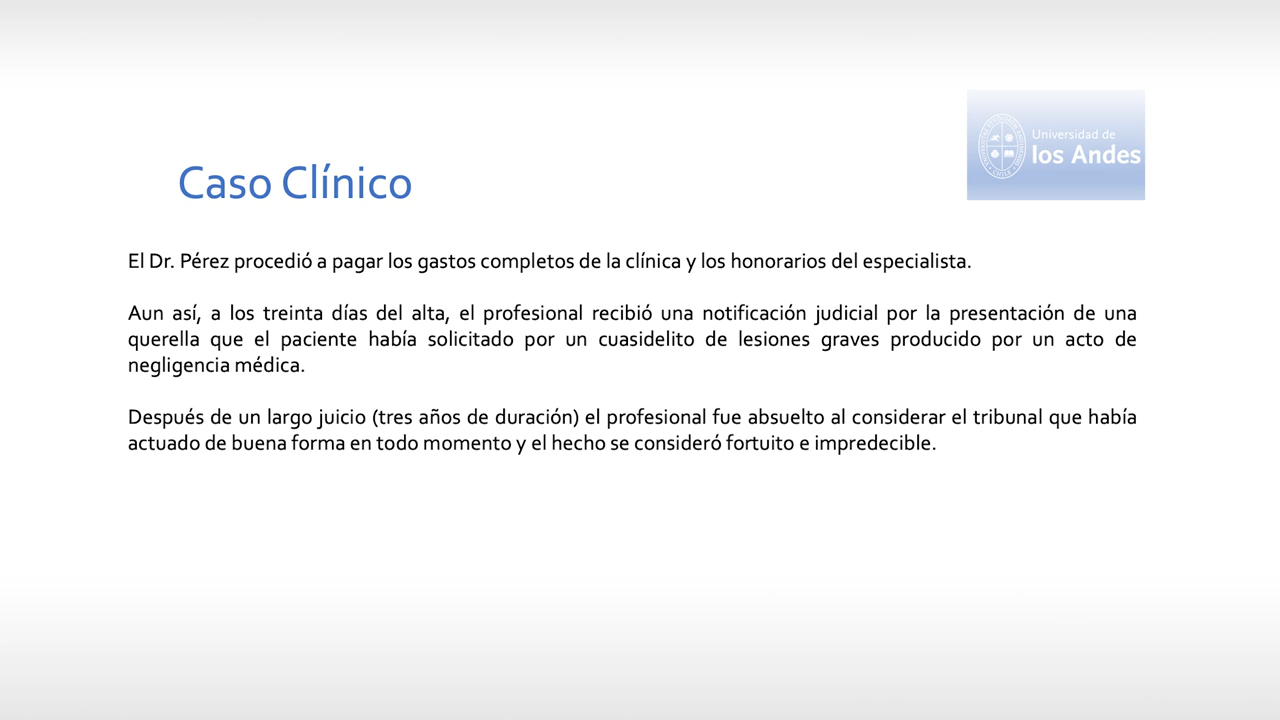 Universidad de
los Andes
Caso Clínico
El Dr. Pérez procedió a pagar los gastos completos de la clínica y los honorarios del especialista.
Aun así, a los treinta días del alta, el profesional recibió una notificación judicial por la presentación de una
querella que el paciente había solicitado por un cuasidelito de lesiones graves producido por un acto de
negligencia médica.
Después de un largo juicio (tres años de duración) el profesional fue absuelto al considerar el tribunal que había
actuado de buena forma en todo momento y el hecho se consideró fortuito e impredecible.